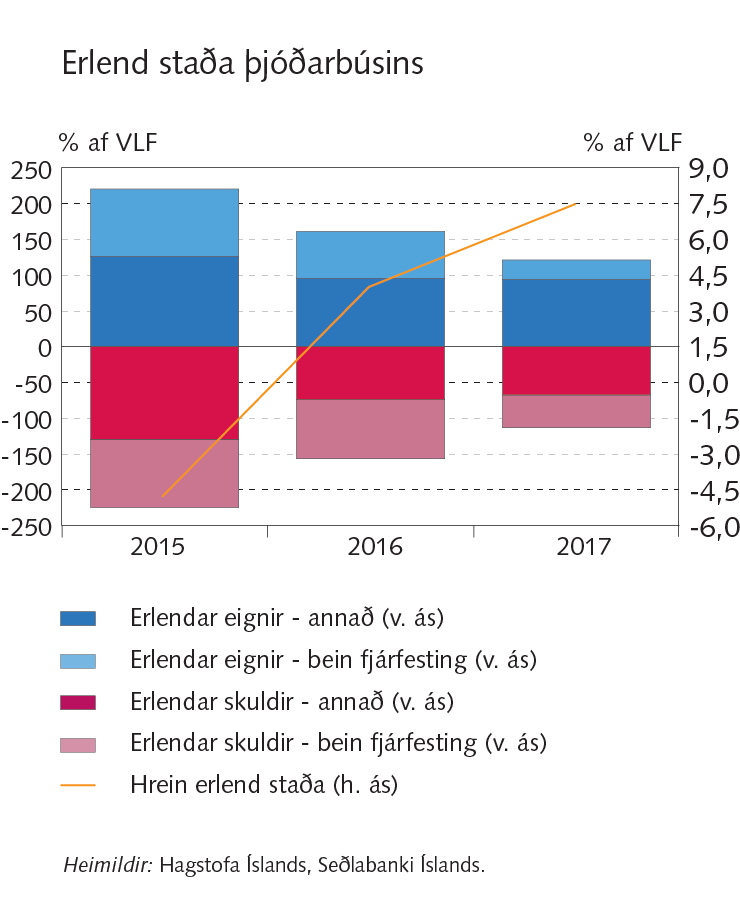 Erlend staða þjóðarbúsins
% af VLF
% af VLF
250
9,0
200
7,5
150
6,0
100
4,5
50
3,0
0
1,5
-50
0,0
-100
-1,5
-150
-3,0
-200
-4,5
-250
-6,0
2015
2016
2017
Erlendar eignir - annað (v. ás)
Erlendar eignir - bein fjárfesting (v. ás)
Erlendar skuldir - annað (v. ás)
Erlendar skuldir - bein fjárfesting (v. ás)
Hrein erlend staða (h. ás)
Heimildir: Hagstofa Íslands, Seðlabanki Íslands.